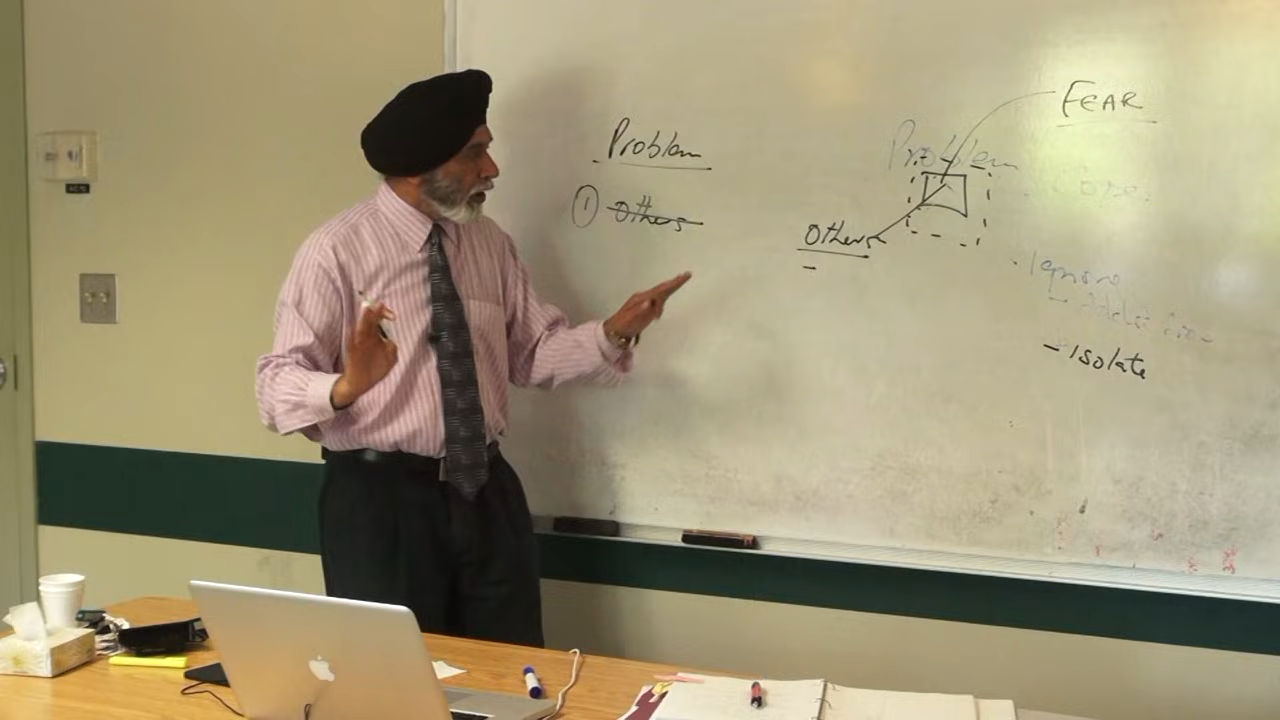 Problem
1 Others
FEAR
Problem
Others
-
· Ignore
- Isolate